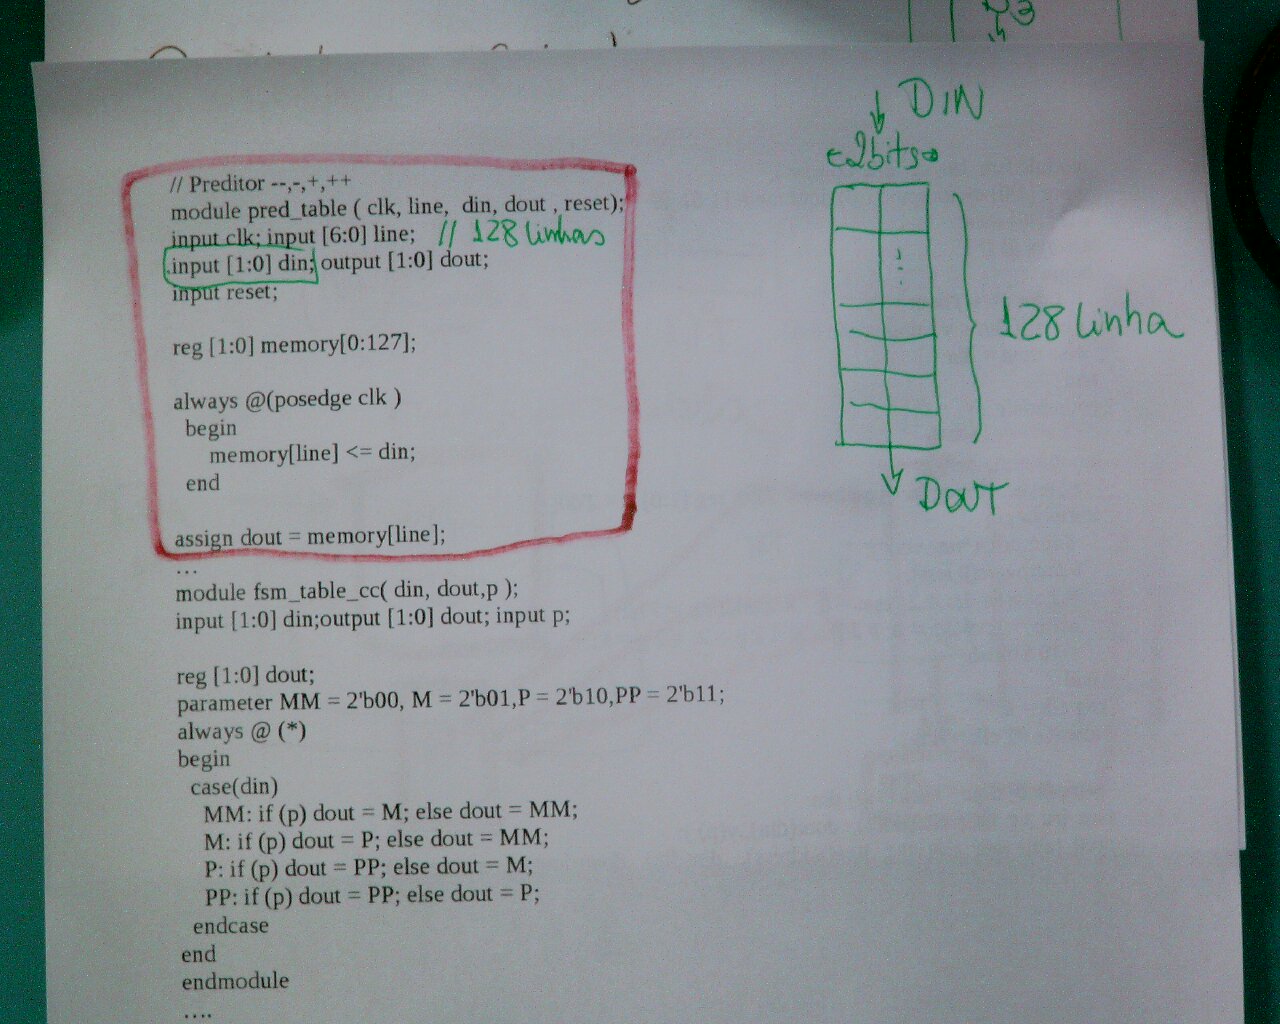 // Preditor --,-,+,++
module pred_table ( clk, line, din, dout , reset);
input clk; input [6:0] line; // 128 linhas
input [1:0] din; output [1:0] dout;
input reset;
reg [1:0] memory[0:127];
always @(posedge clk )
begin
memory[line] <= din;
end
assign dout = memory[line];
...
module fsm_table_cc( din, dout,p );
input [1:0] din;output [1:0] dout; input p;
reg [1:0] dout;
parameter MM = 2'b00, M = 2'b01,P = 2'b10,PP = 2'b11;
always @ (*)
begin
case(din)
MM: if (p) dout = M; else dout = MM;
M: if (p) dout = P; else dout = MM;
P: if (p) dout = PP; else dout = M;
PP: if (p) dout = PP; else dout = P;
endcase
end
endmodule
....
DIN
2bits
128 linha
DOUT